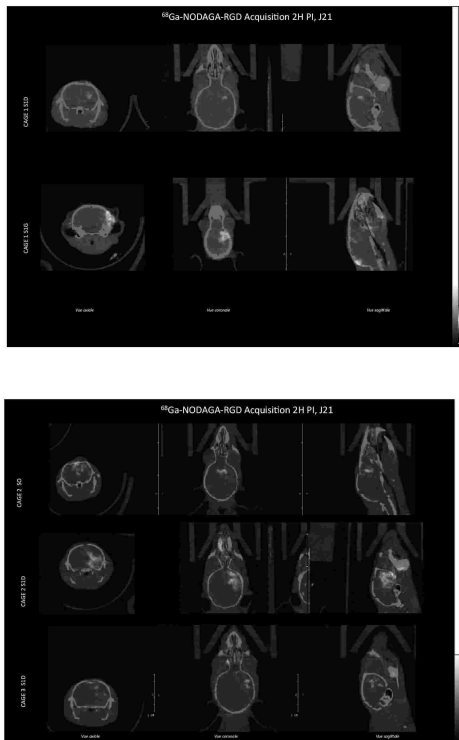 ⁶⁸Ga-NODAGA-RGD Acquisition 2H PI, J21
CAGE 1 S1D
CAGE 1 S1G
Vue axiale
Vue coronale
Vue sagittale
⁶⁸Ga-NODAGA-RGD Acquisition 2H PI, J21
CAGE 2 SO
CAGE 2 S1D
CAGE 3 S1D
Vue axiale
Vue coronale
Vue sagittale